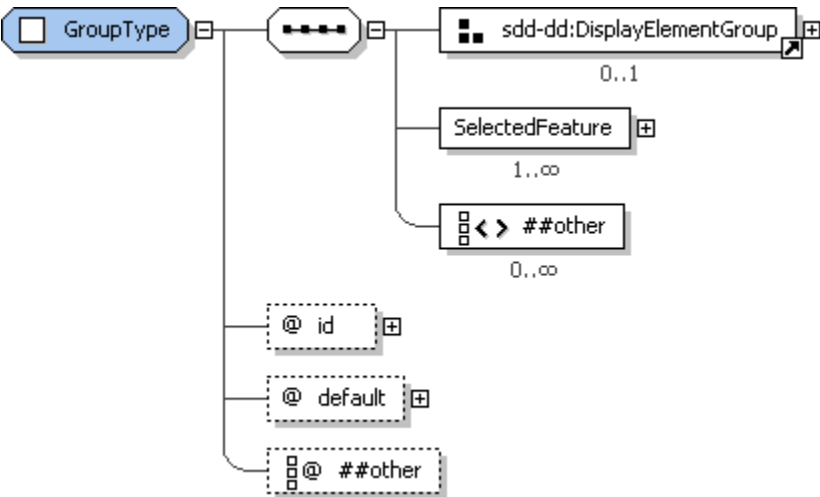 GroupType
sdd-dd:DisplayElementGroup
0..1
SelectedFeature
1..∞
##other
0..∞
@ id
@ default
@ ##other